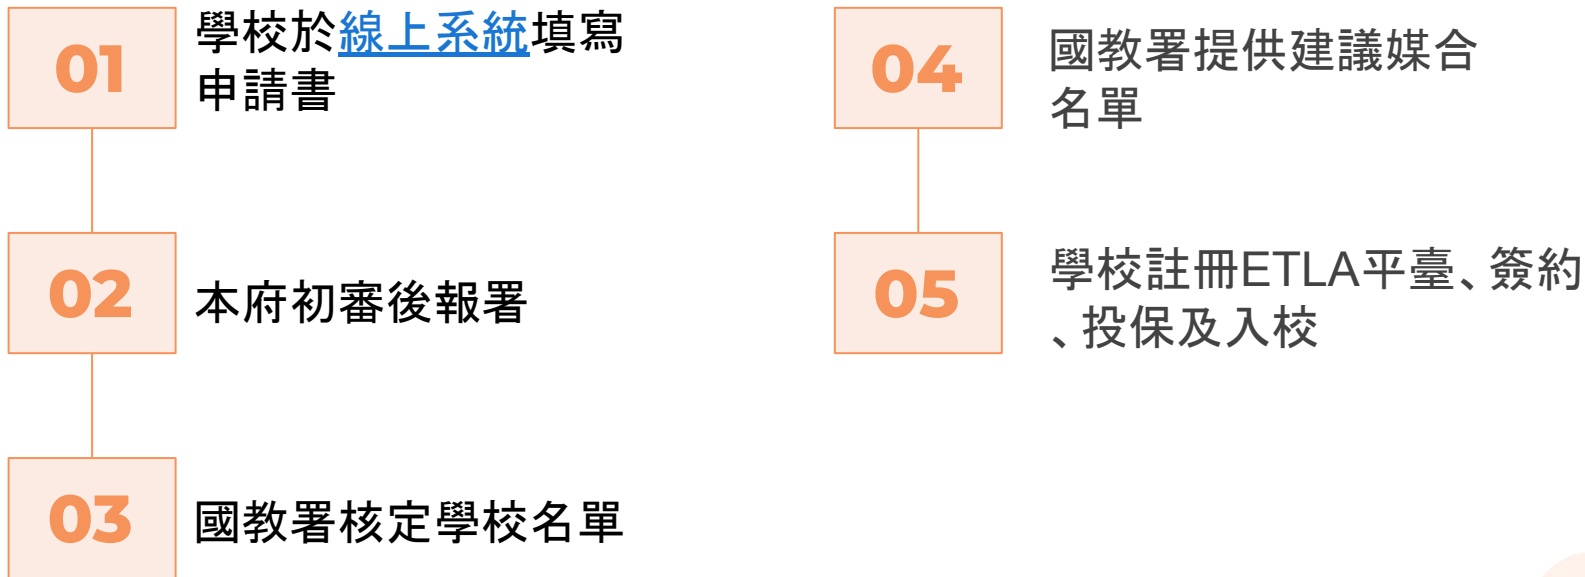 01
學校於線上系統填寫
申請書
02
本府初審後報署
03
國教署核定學校名單
04
國教署提供建議媒合
名單
05
學校註冊ETLA平臺、簽約
、投保及入校